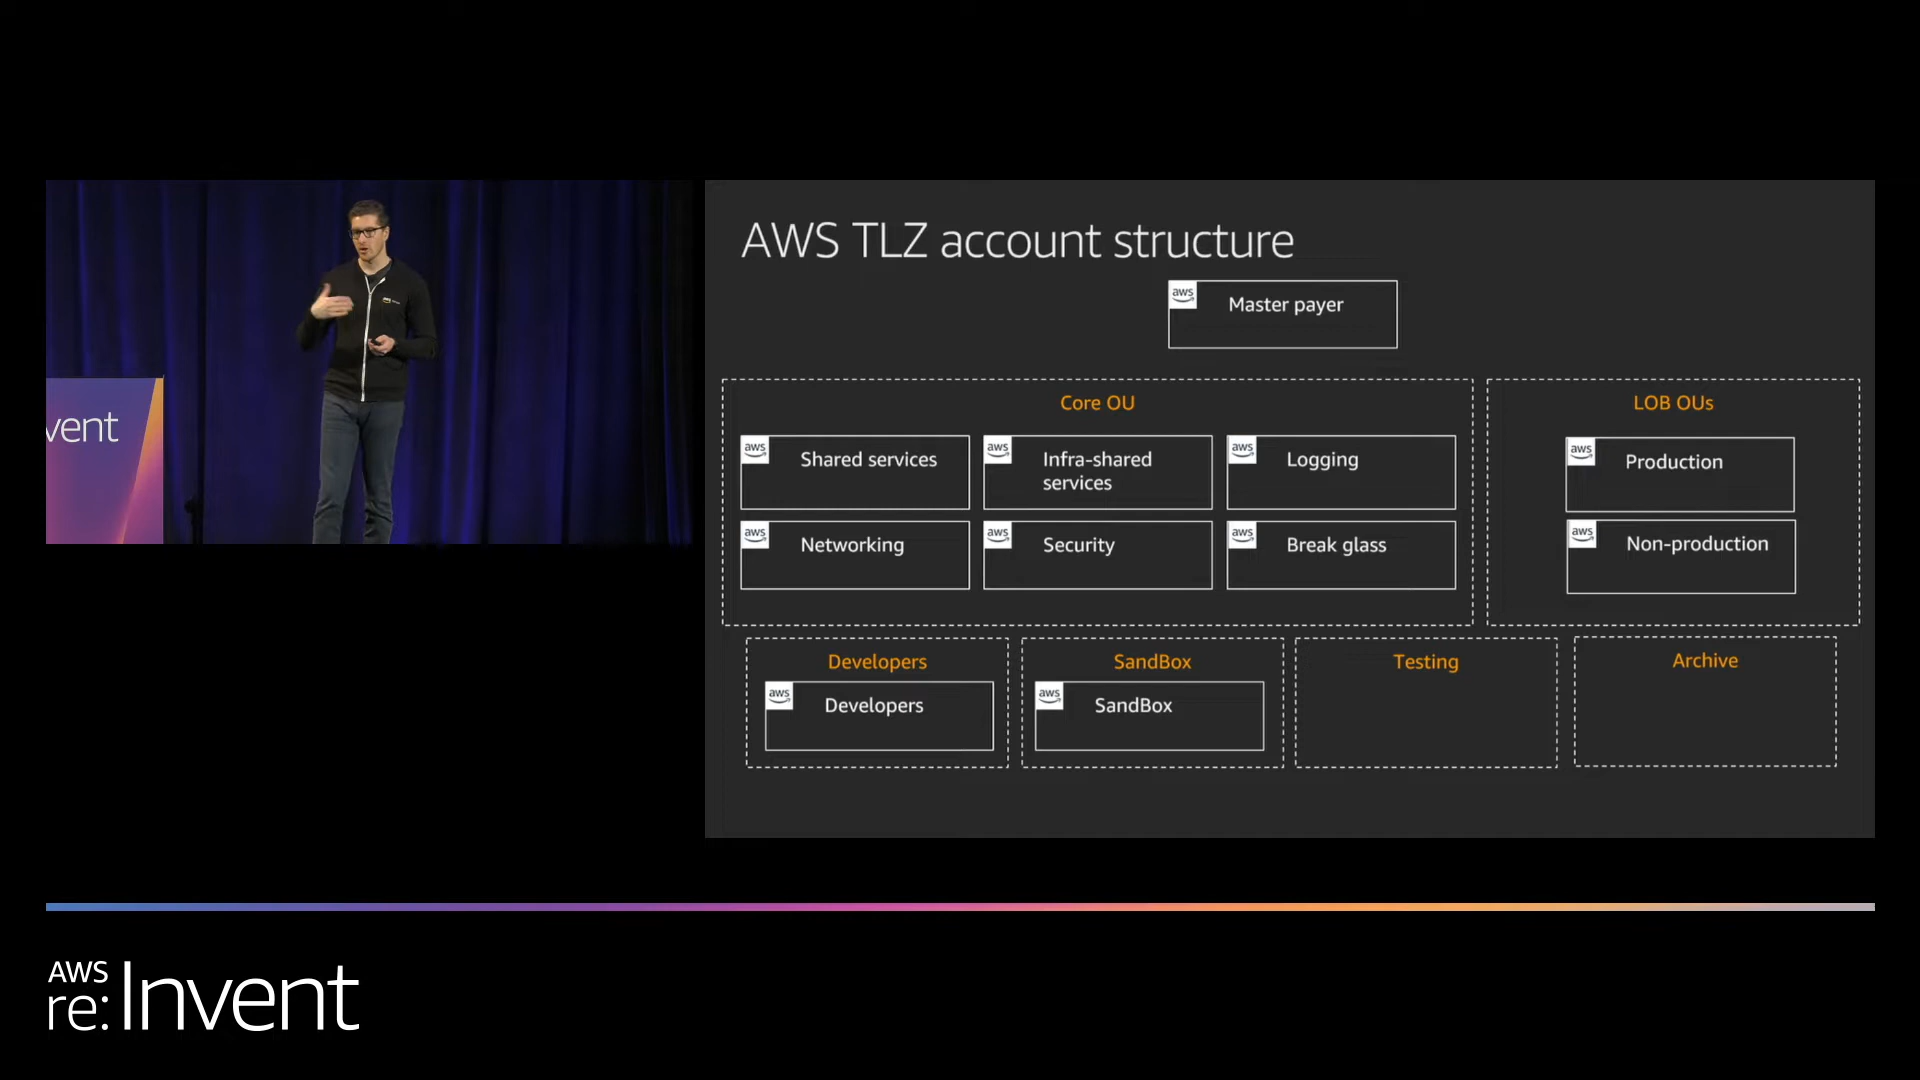 vent
AWS TLZ account structure
aws
Master payer
Core OU
aws
Shared services
aws
Infra-shared
services
aws
Logging
aws
Networking
aws
Security
aws
Break glass
LOB OUs
aws
Production
aws
Non-production
Developers
aws
Developers
SandBox
aws
SandBox
Testing
Archive
AWS
re:Invent